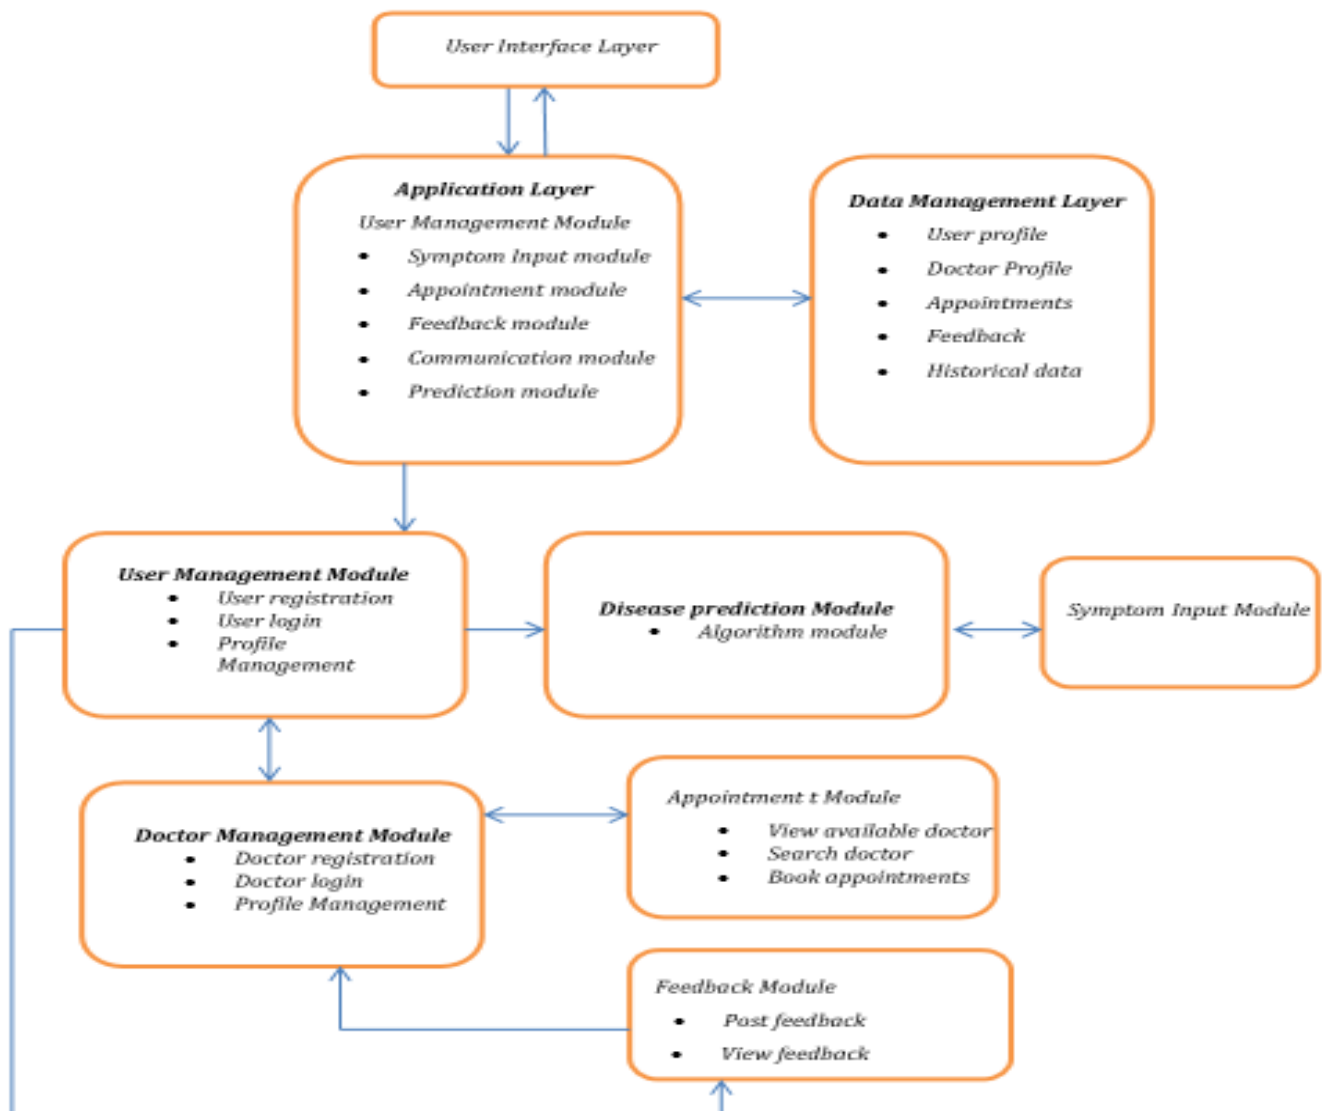 User Interface Layer
Application Layer
User Management Module
• Symptom Input module
• Appointment module
• Feedback module
• Communication module
• Prediction module
Data Management Layer
• User profile
• Doctor Profile
• Appointments
• Feedback
• Historical data
User Management Module
• User registration
• User login
• Profile
Management
Disease prediction Module
• Algorithm module
Symptom Input Module
Doctor Management Module
• Doctor registration
• Doctor login
• Profile Management
Appointment t Module
• View available doctor
• Search doctor
• Book appointments
Feedback Module
• Post feedback
• View feedback